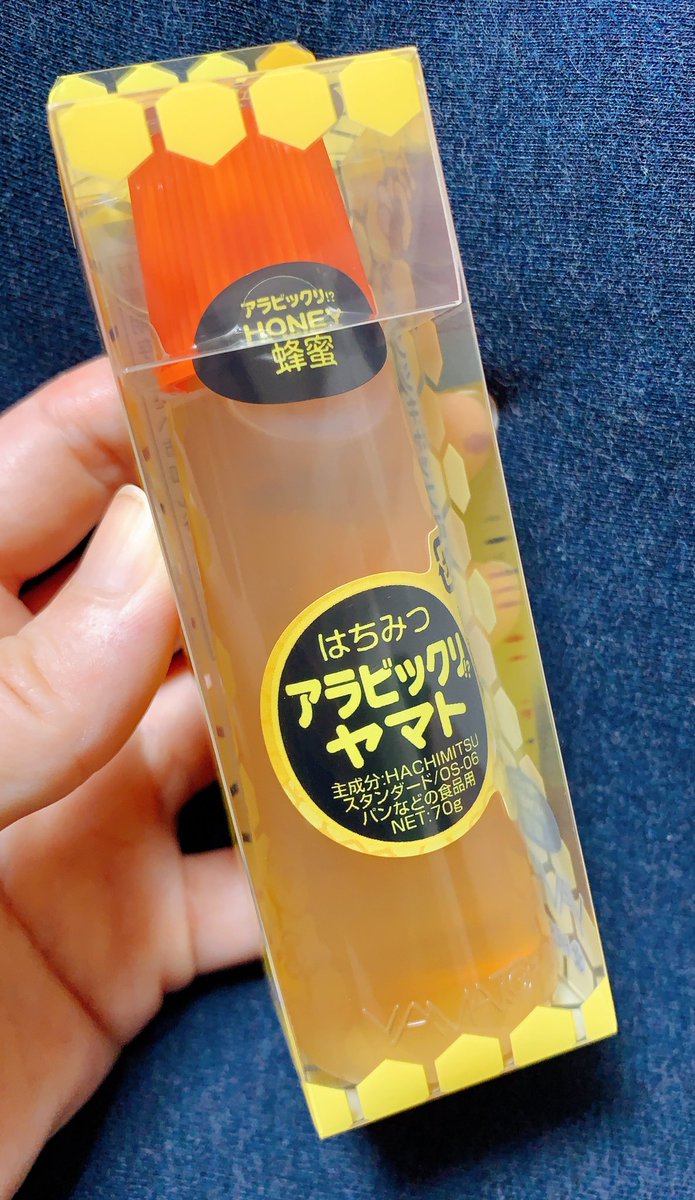 アラビックリ!?
HONEY
蜂蜜
はちみつ
アラビックリ!?
ヤマト
主成分:HACHIMITSU
スタンダード/OS-06
パンなどの食品用
NET:70g
YAMATO